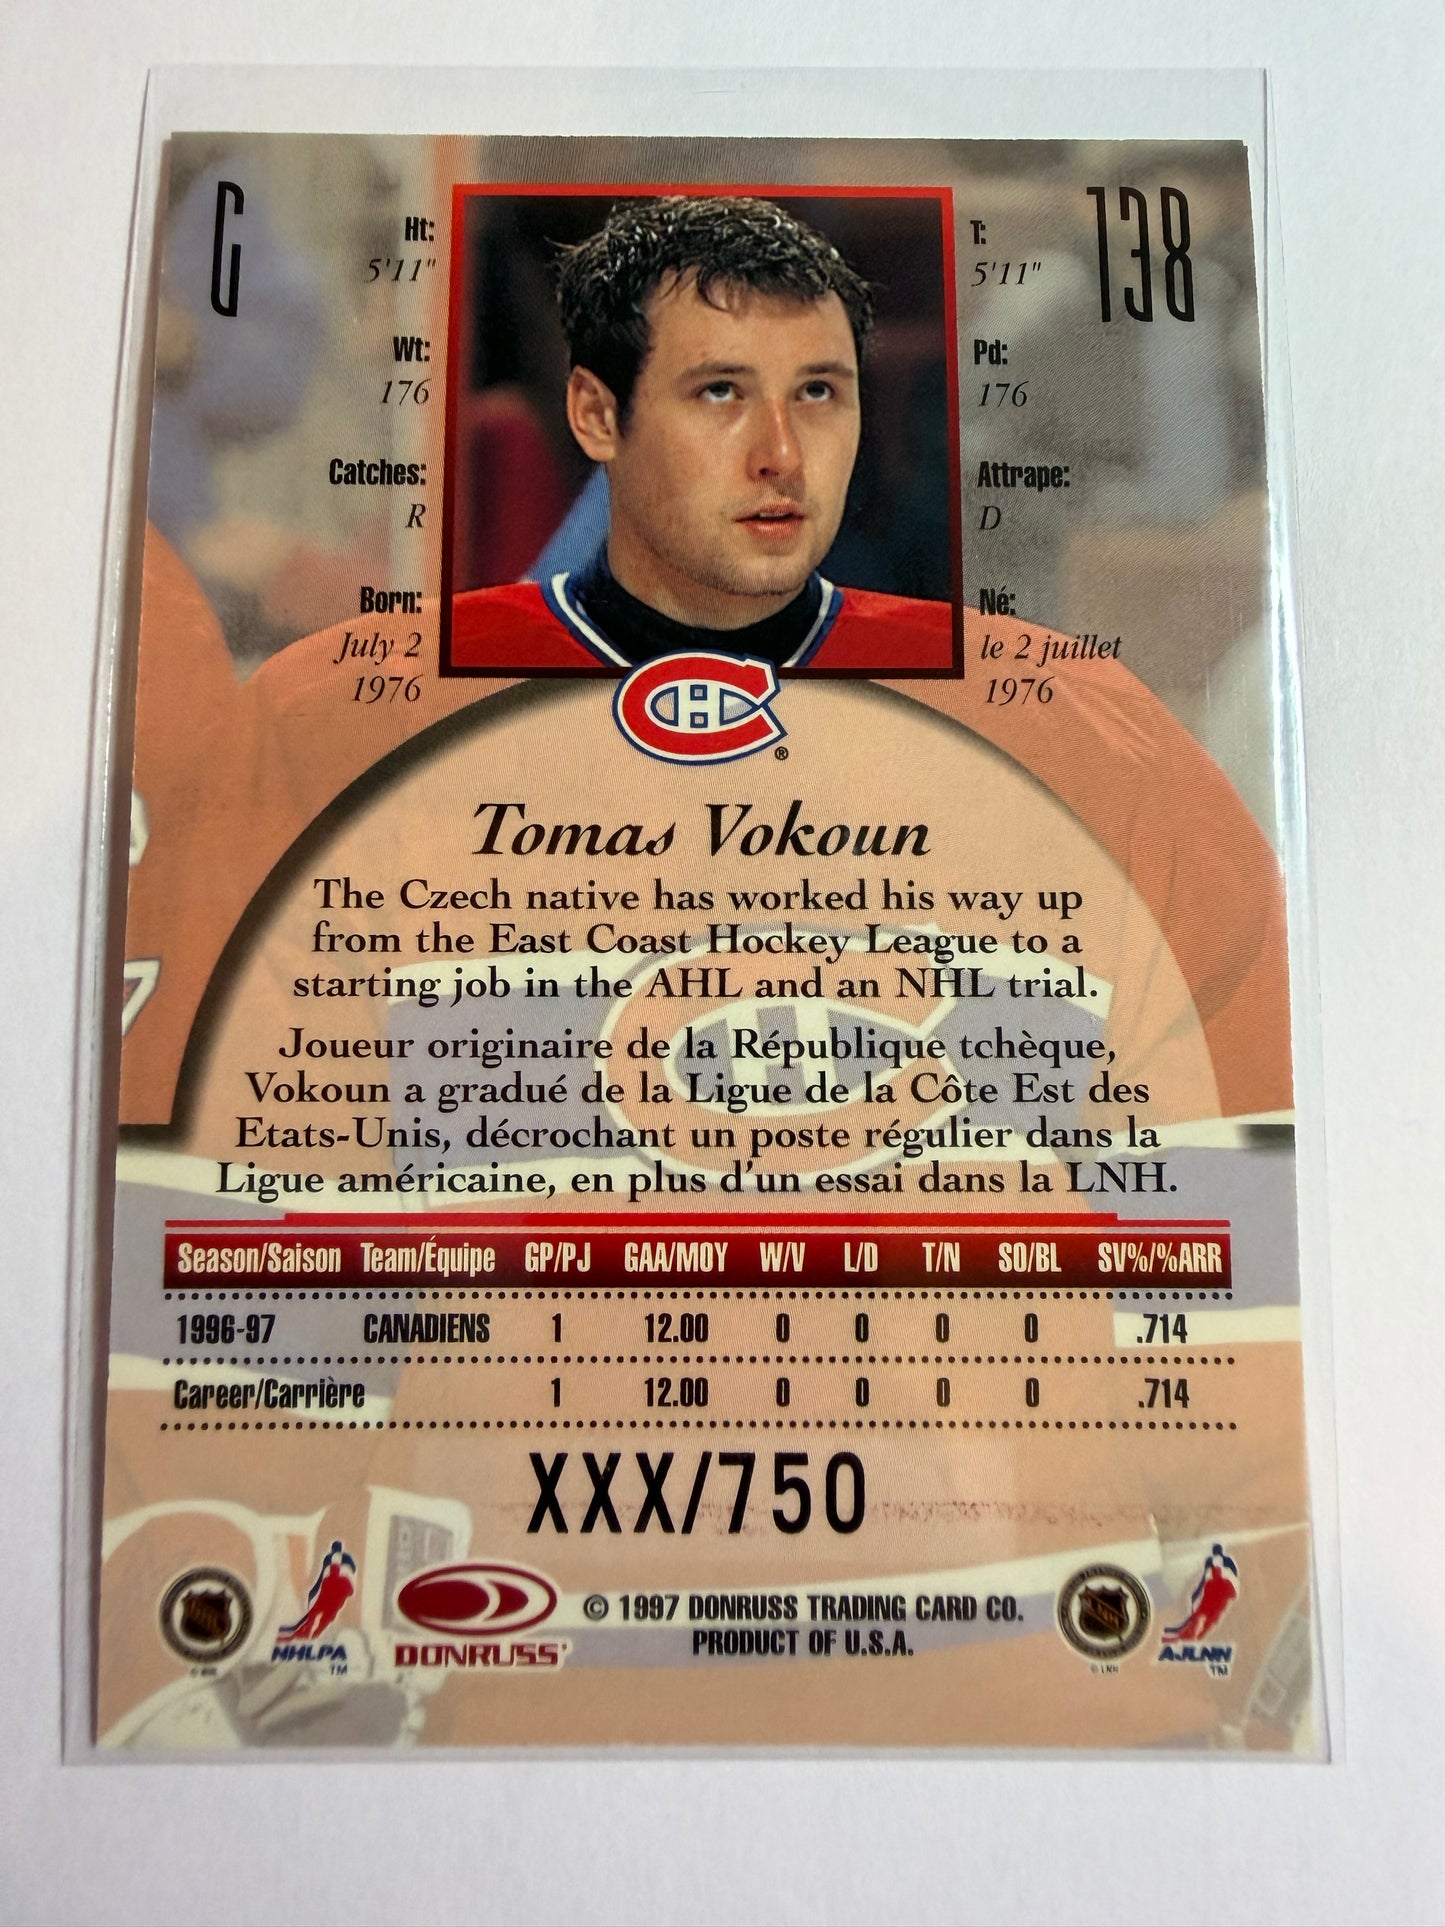 G
138
Ht:
5'11"
Wt:
176
Catches:
R
Born:
July 2
1976
T:
5'11"
Pd:
176
Attrape:
D
Né:
le 2 juillet
1976
®
Tomas Vokoun
The Czech native has worked his way up
from the East Coast Hockey League to a
starting job in the AHL and an NHL trial.
Joueur originaire de la République tchèque,
Vokoun a gradué de la Ligue de la Côte Est des
Etats-Unis, décrochant un poste régulier dans la
Ligue américaine, en plus d'un essai dans la LNH.
Season/Saison Team/Équipe GP/PJ GAA/MOY W/V L/D T/N SO/BL SV%/%ARR
1996-97 CANADIENS 1 12.00 0 0 0 0 .714
Career/Carrière 1 12.00 0 0 0 0 .714
XXX/750
NHLPA
TM
DONRUSS
© 1997 DONRUSS TRADING CARD CO.
PRODUCT OF U.S.A.
© LNH
AJLNH
TM